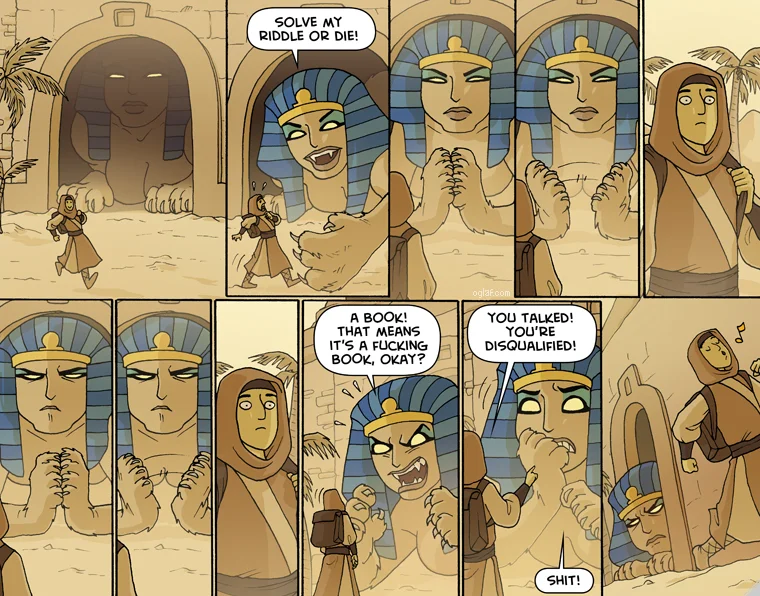 SOLVE MY
RIDDLE OR DIE!
oglaf.com
A BOOK!
THAT MEANS
IT'S A FUCKING
BOOK, OKAY?
YOU TALKED!
YOU'RE
DISQUALIFIED!
SHIT!